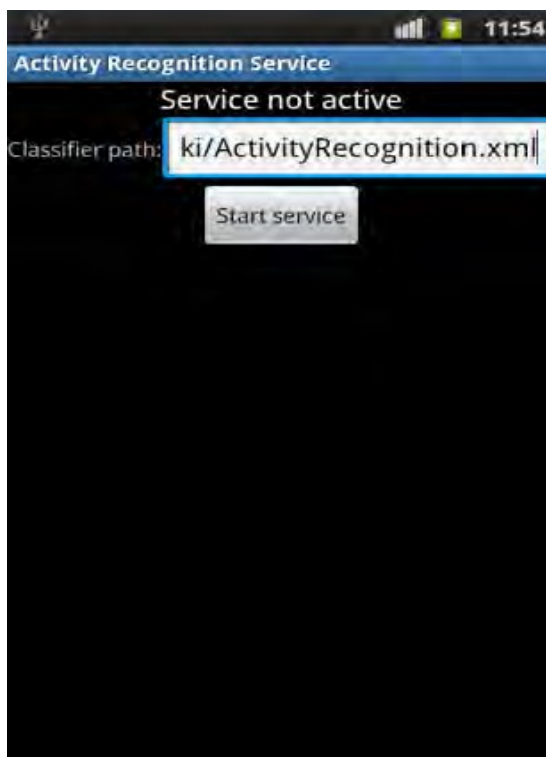 11:54
Activity Recognition Service
Service not active
Classifier path: ki/ActivityRecognition.xml
Start service